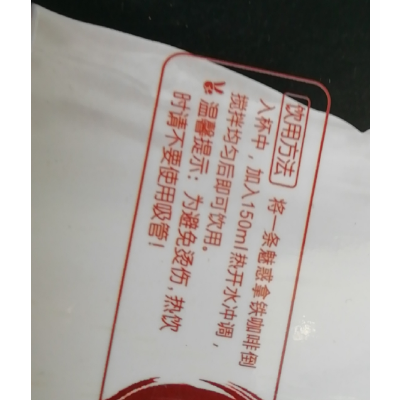 饮用方法 将一条魅惑拿铁咖啡倒
入杯中，加入150ml热开水冲调，
搅拌均匀后即可饮用。
温馨提示：为避免烫伤，热饮
时请不要使用吸管！